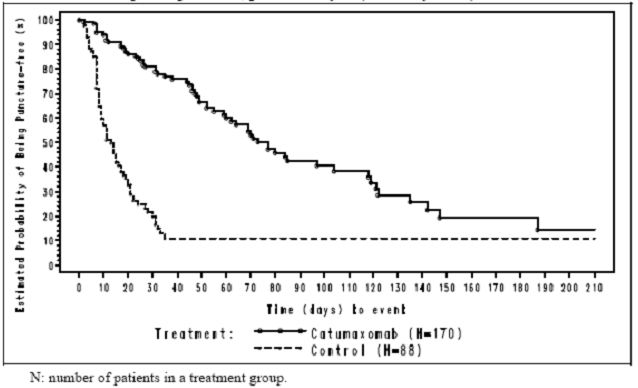 Estimated Probability of Being Puncture-free (%)
100
90
80
70
60
50
40
30
20
10
0
0 10 20 30 40 50 60 70 80 90 100 110 120 130 140 150 160 170 180 190 200 210
Time (days) to event
Treatment: Catumaxomab (N=170)
Control (N=88)
N: number of patients in a treatment group.